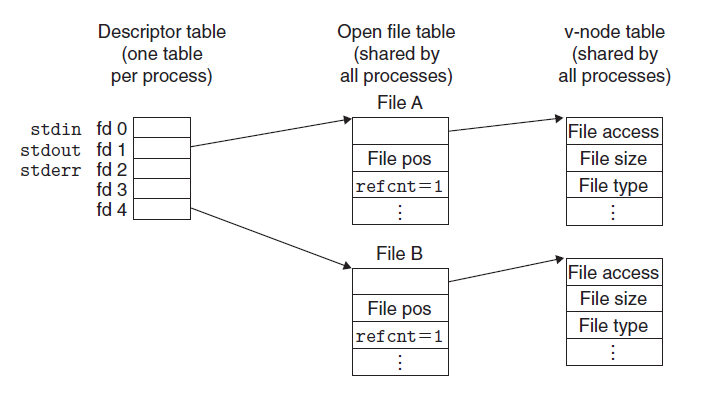 Descriptor table
(one table
per process)
Open file table
(shared by
all processes)
v-node table
(shared by
all processes)
stdin fd 0
stdout fd 1
stderr fd 2
fd 3
fd 4
File A
File pos
refcnt=1
⋮
File access
File size
File type
⋮
File B
File pos
refcnt=1
⋮
File access
File size
File type
⋮